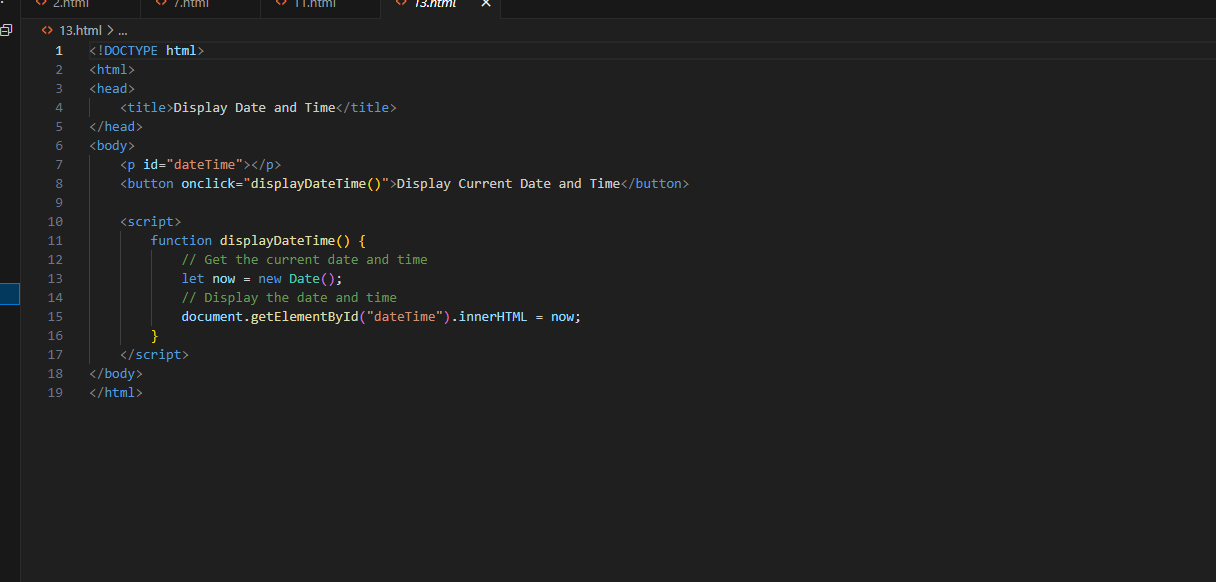 2.html 7.html 11.html 13.html ✕
13.html > ...
1 <!DOCTYPE html>
2 <html>
3 <head>
4     <title>Display Date and Time</title>
5 </head>
6 <body>
7     <p id="dateTime"></p>
8     <button onclick="displayDateTime()">Display Current Date and Time</button>
9
10     <script>
11         function displayDateTime() {
12             // Get the current date and time
13             let now = new Date();
14             // Display the date and time
15             document.getElementById("dateTime").innerHTML = now;
16         }
17     </script>
18 </body>
19 </html>